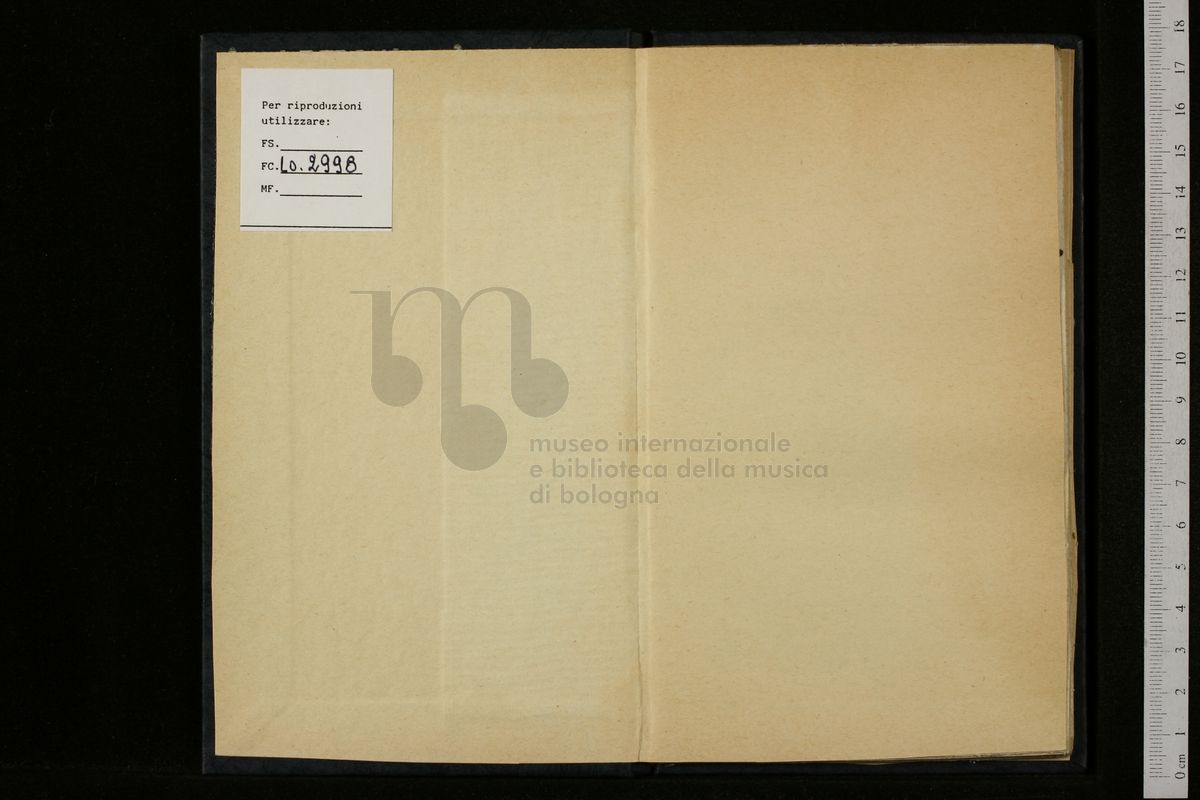 Per riproduzioni
utilizzare:
FS.
FC. Lo. 2998
MF.
museo internazionale
e biblioteca della musica
di bologna
18
17
16
15
14
13
12
11
10
9
8
7
6
5
4
3
2
1
0 cm